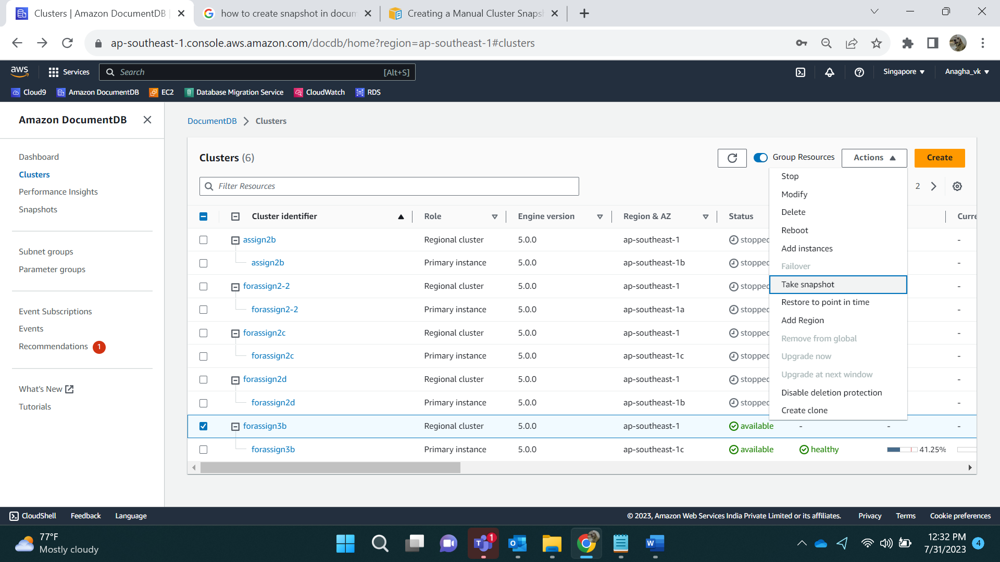 Clusters | Amazon DocumentDB
how to create snapshot in docum
Creating a Manual Cluster Snaps
ap-southeast-1.console.aws.amazon.com/docdb/home?region=ap-southeast-1#clusters
aws
Services
Search
[Alt+S]
Singapore
Anagha_vk
Cloud9
Amazon DocumentDB
EC2
Database Migration Service
CloudWatch
RDS
Amazon DocumentDB
Dashboard
Clusters
Performance Insights
Snapshots
Subnet groups
Parameter groups
Event Subscriptions
Events
Recommendations 1
What's New
Tutorials
DocumentDB > Clusters
Clusters (6)
Group Resources
Actions
Create
Filter Resources
2
Stop
Modify
Delete
Reboot
Add instances
Failover
Take snapshot
Restore to point in time
Add Region
Remove from global
Upgrade now
Upgrade at next window
Disable deletion protection
Create clone
Cluster identifier Role Engine version Region & AZ Status Curre
assign2b Regional cluster 5.0.0 ap-southeast-1 stopped -
assign2b Primary instance 5.0.0 ap-southeast-1b stopped -
forassign2-2 Regional cluster 5.0.0 ap-southeast-1 stopped -
forassign2-2 Primary instance 5.0.0 ap-southeast-1a stopped -
forassign2c Regional cluster 5.0.0 ap-southeast-1 stopped -
forassign2c Primary instance 5.0.0 ap-southeast-1c stopped -
forassign2d Regional cluster 5.0.0 ap-southeast-1 stopped -
forassign2d Primary instance 5.0.0 ap-southeast-1b stopped -
forassign3b Regional cluster 5.0.0 ap-southeast-1 available - - -
forassign3b Primary instance 5.0.0 ap-southeast-1c available healthy 41.25%
CloudShell Feedback Language
© 2023, Amazon Web Services India Private Limited or its affiliates. Privacy Terms Cookie preferences
77°F
Mostly cloudy
1
12:32 PM
7/31/2023
4